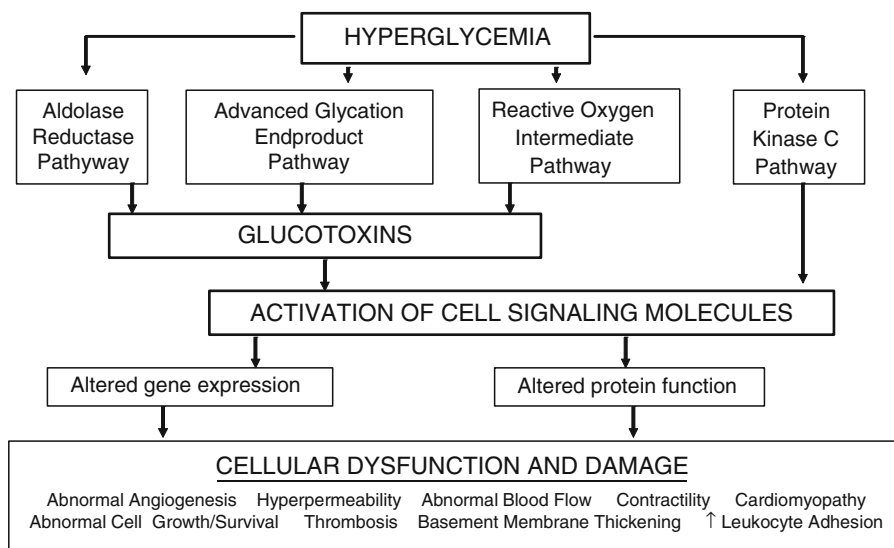 HYPERGLYCEMIA
Aldolase
Reductase
Pathyway
Advanced Glycation
Endproduct
Pathway
Reactive Oxygen
Intermediate
Pathway
Protein
Kinase C
Pathway
GLUCOTOXINS
ACTIVATION OF CELL SIGNALING MOLECULES
Altered gene expression
Altered protein function
CELLULAR DYSFUNCTION AND DAMAGE
Abnormal Angiogenesis Hyperpermeability Abnormal Blood Flow Contractility Cardiomyopathy
Abnormal Cell Growth/Survival Thrombosis Basement Membrane Thickening ↑ Leukocyte Adhesion